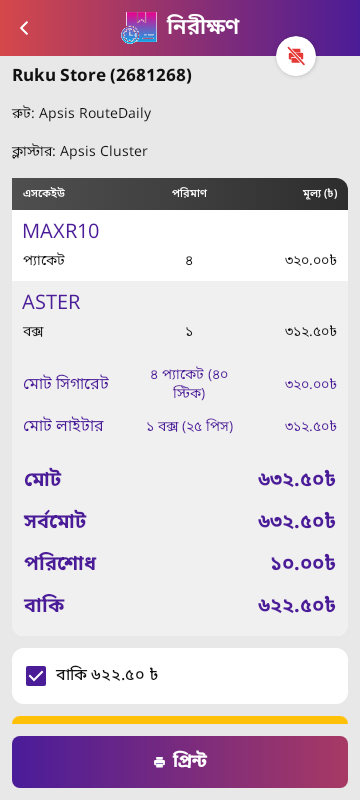 নিরীক্ষণ
Ruku Store (2681268)
রুট: Apsis RouteDaily
ক্লাস্টার: Apsis Cluster
এসকেইউ পরিমাণ মূল্য (৳)
MAXR10
প্যাকেট ৪ ৩২০.০০৳
ASTER
বক্স ১ ৩১২.৫০৳
মোট সিগারেট ৪ প্যাকেট (৪০ স্টিক) ৩২০.০০৳
মোট লাইটার ১ বক্স (২৫ পিস) ৩১২.৫০৳
মোট ৬৩২.৫০৳
সর্বমোট ৬৩২.৫০৳
পরিশোধ ১০.০০৳
বাকি ৬২২.৫০৳
বাকি ৬২২.৫০ ৳
প্রিন্ট